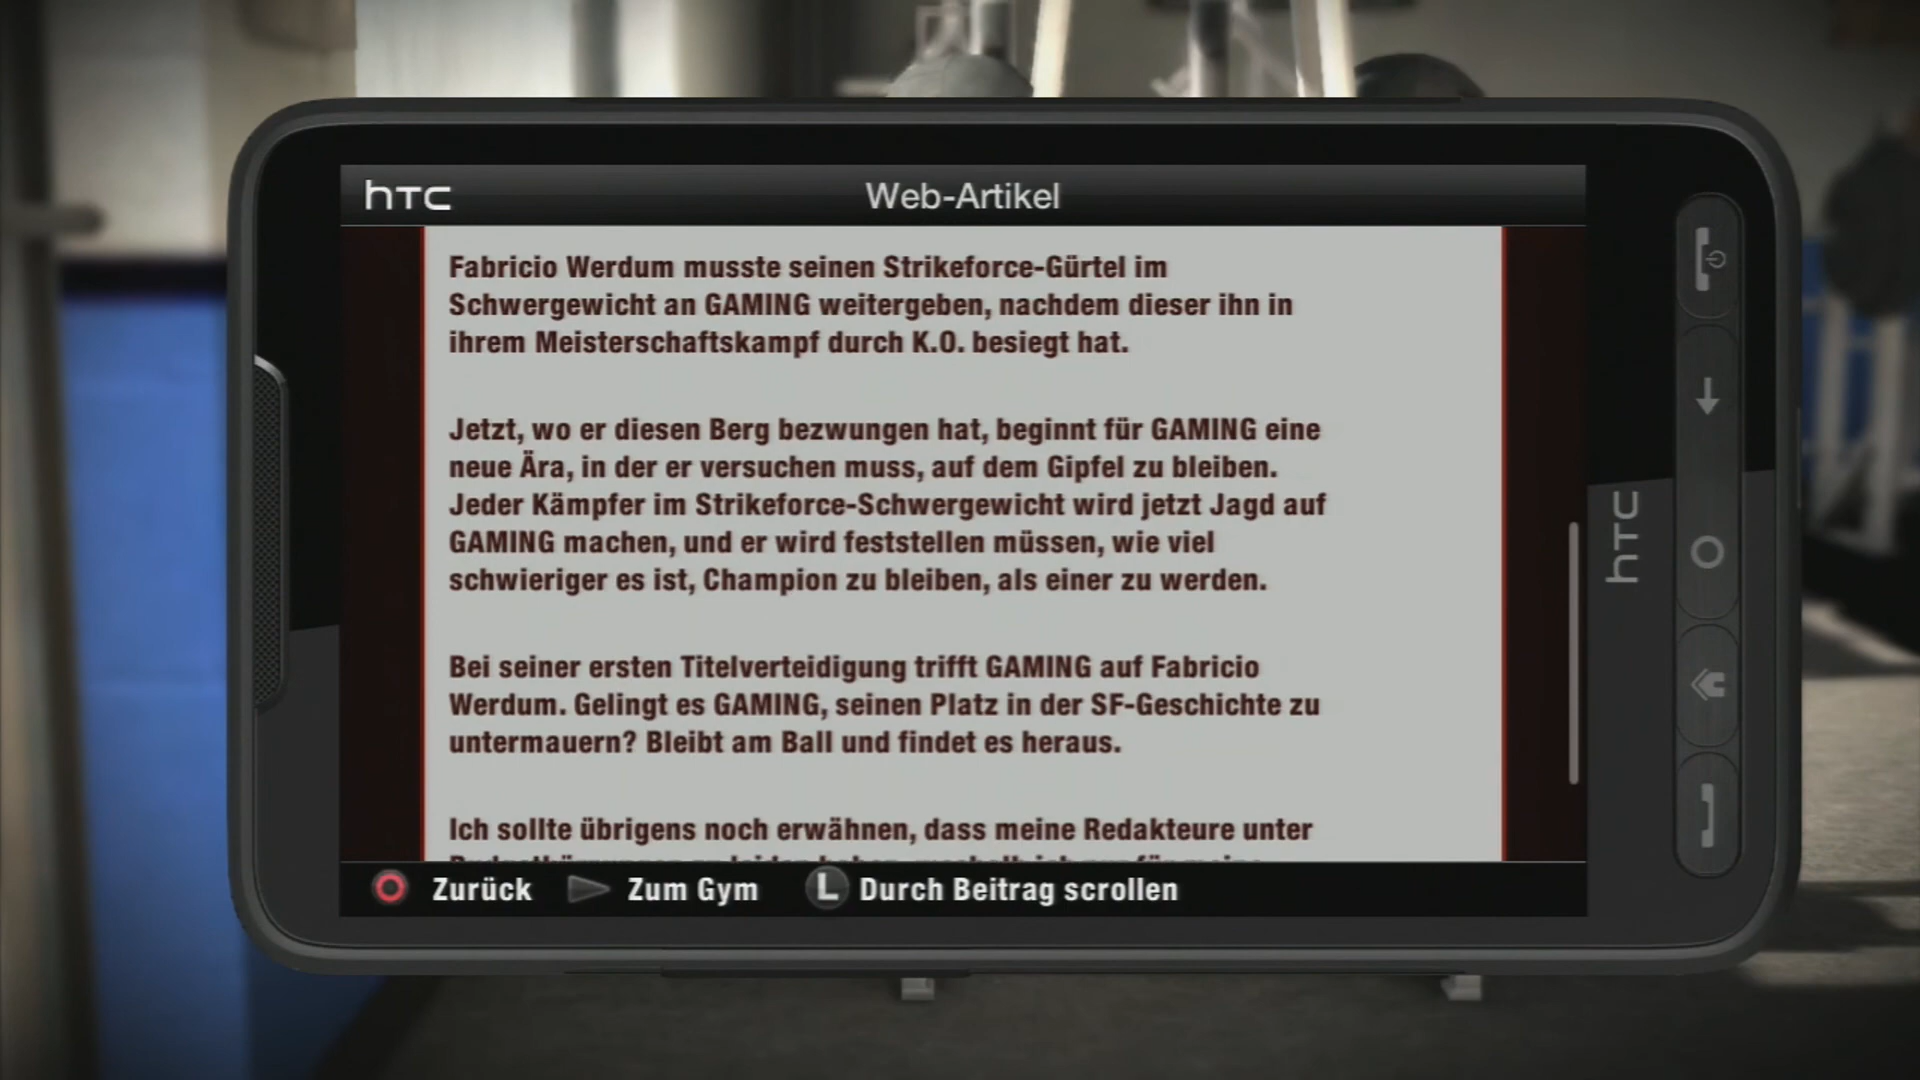 htc
Web-Artikel
Fabricio Werdum musste seinen Strikeforce-Gürtel im
Schwergewicht an GAMING weitergeben, nachdem dieser ihn in
ihrem Meisterschaftskampf durch K.O. besiegt hat.
Jetzt, wo er diesen Berg bezwungen hat, beginnt für GAMING eine
neue Ära, in der er versuchen muss, auf dem Gipfel zu bleiben.
Jeder Kämpfer im Strikeforce-Schwergewicht wird jetzt Jagd auf
GAMING machen, und er wird feststellen müssen, wie viel
schwieriger es ist, Champion zu bleiben, als einer zu werden.
Bei seiner ersten Titelverteidigung trifft GAMING auf Fabricio
Werdum. Gelingt es GAMING, seinen Platz in der SF-Geschichte zu
untermauern? Bleibt am Ball und findet es heraus.
Ich sollte übrigens noch erwähnen, dass meine Redakteure unter
Zurück
Zum Gym
L Durch Beitrag scrollen
htc